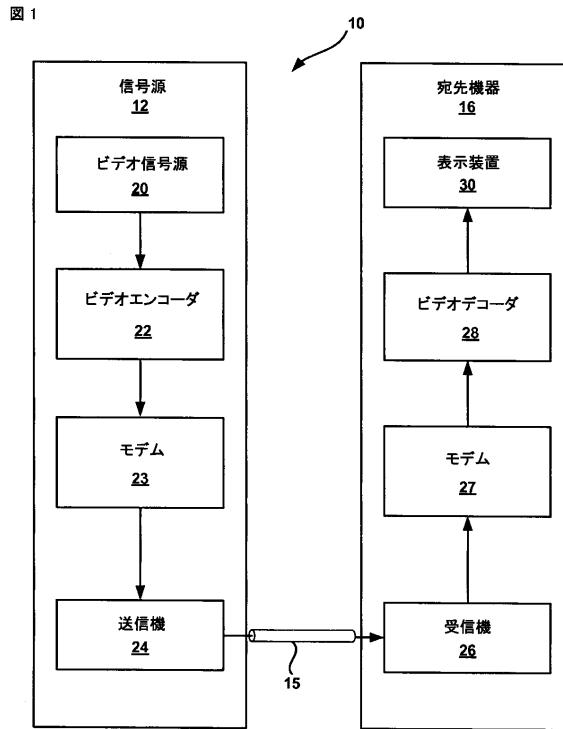 図1
10
信号源
12
ビデオ信号源
20
ビデオエンコーダ
22
モデム
23
送信機
24
15
宛先機器
16
表示装置
30
ビデオデコーダ
28
モデム
27
受信機
26